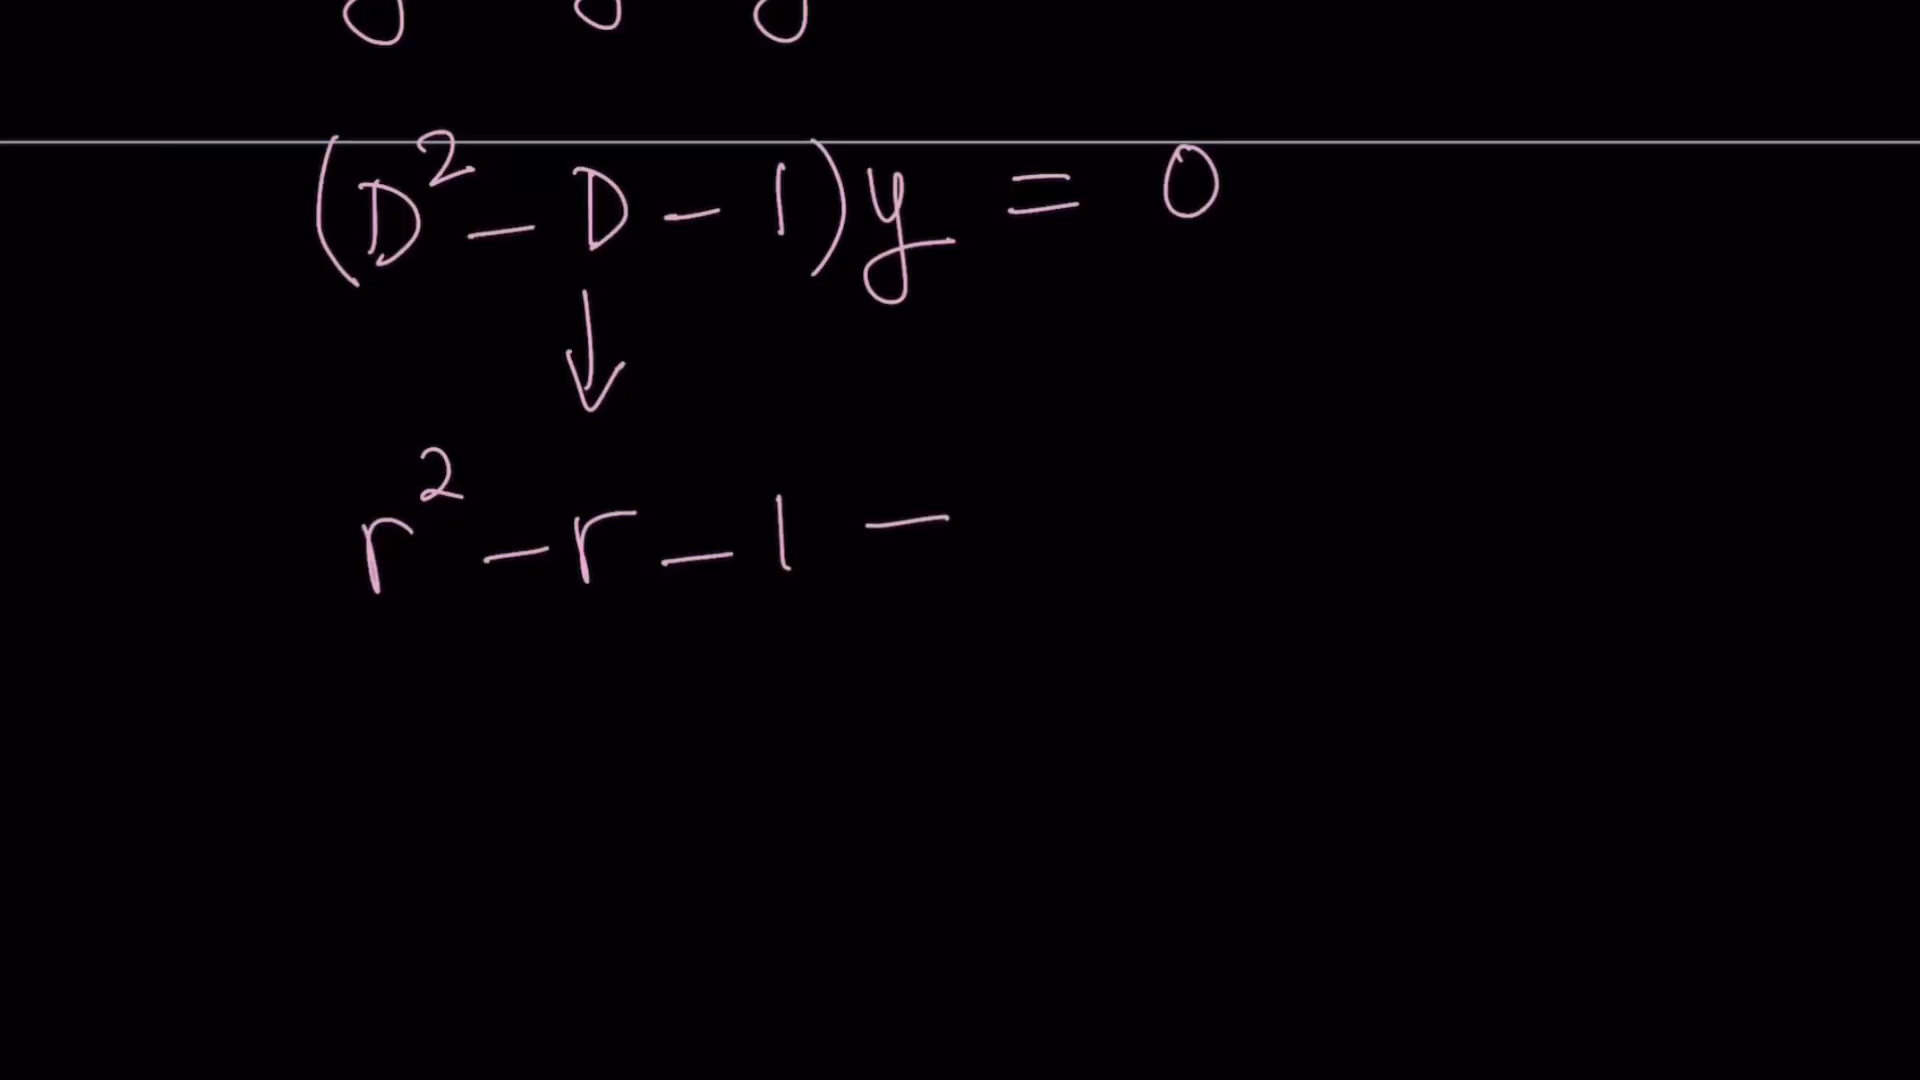 (D² - D - 1)y = 0
↓
r² - r - 1 -